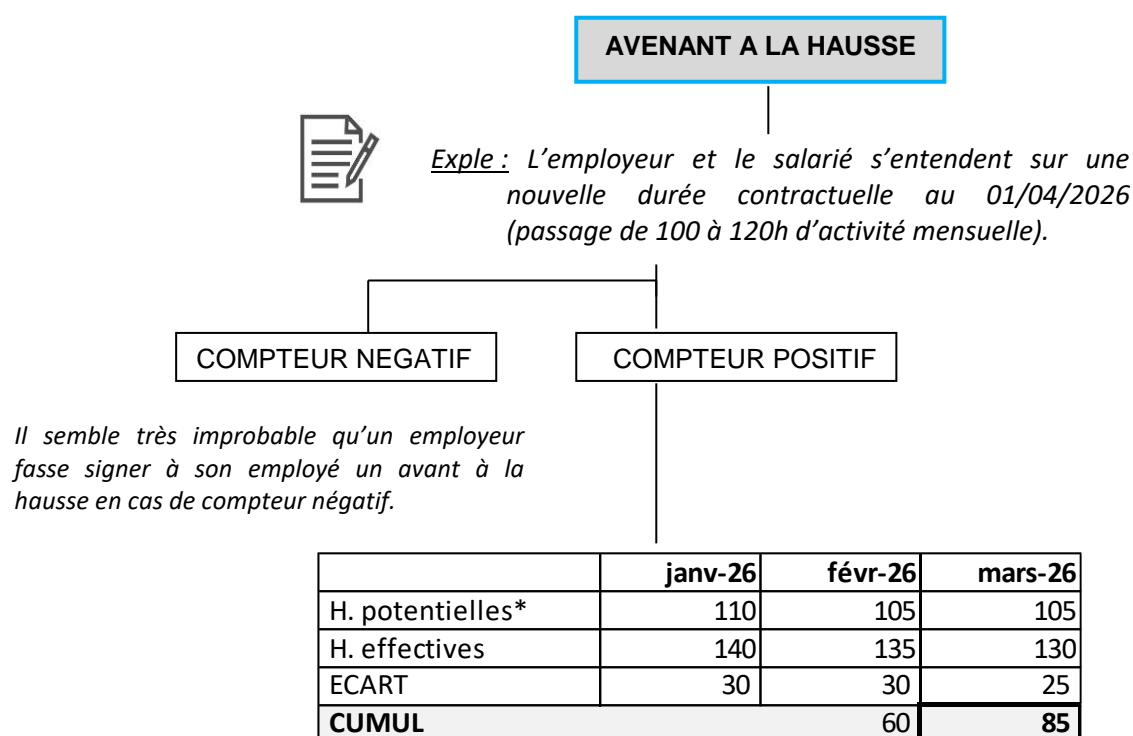 AVENANT A LA HAUSSE
Exple : L’employeur et le salarié s’entendent sur une
nouvelle durée contractuelle au 01/04/2026
(passage de 100 à 120h d’activité mensuelle).
COMPTEUR NEGATIF
COMPTEUR POSITIF
Il semble très improbable qu’un employeur
fasse signer à son employé un avant à la
hausse en cas de compteur négatif.
janv-26 févr-26 mars-26
H. potentielles* 110 105 105
H. effectives 140 135 130
ECART 30 30 25
CUMUL 60 85